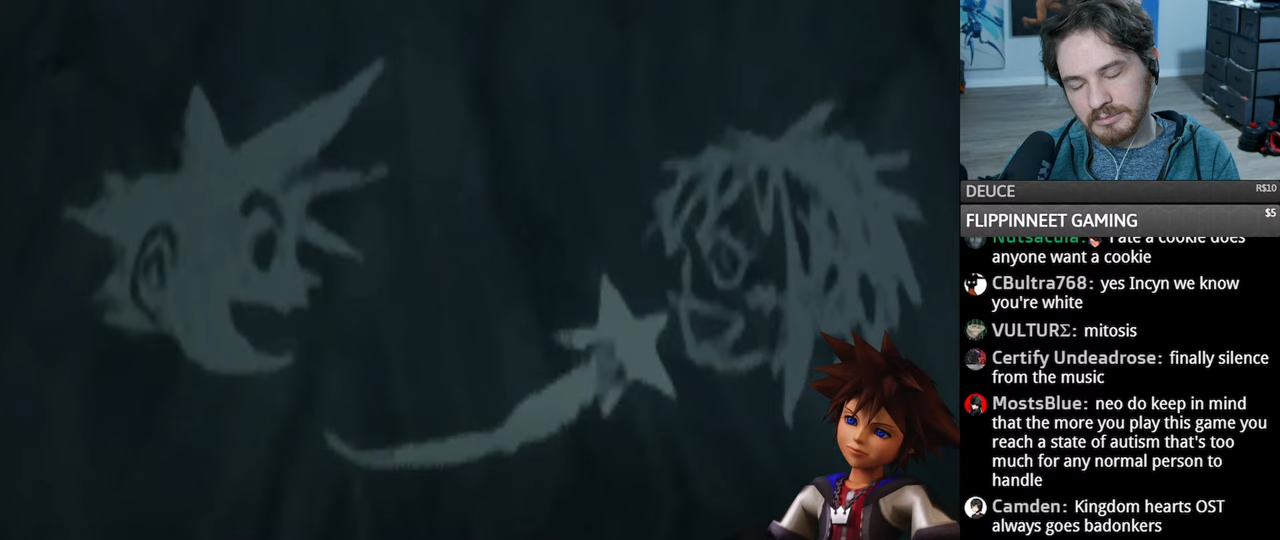 DEUCE
R$10
FLIPPINNEET GAMING
$5
Nutsacula: I ate a cookie does
anyone want a cookie
CBultra768: yes Incyn we know
you're white
VULTURΣ: mitosis
Certify Undeadrose: finally silence
from the music
MostsBlue: neo do keep in mind
that the more you play this game you
reach a state of autism that's too
much for any normal person to
handle
Camden: Kingdom hearts OST
always goes badonkers